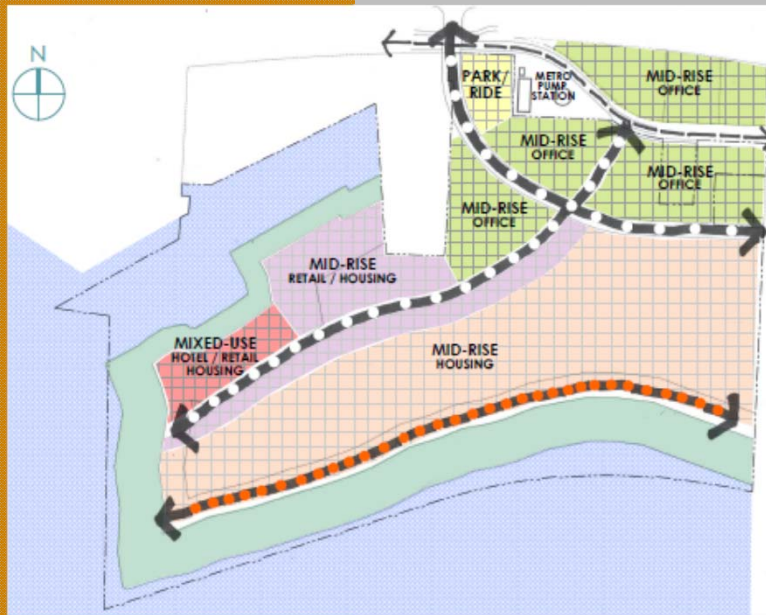 N
PARK/
RIDE
METRO
PUMP
STATION
MID-RISE
OFFICE
MID-RISE
OFFICE
MID-RISE
OFFICE
MID-RISE
OFFICE
MID-RISE
RETAIL / HOUSING
MIXED-USE
HOTEL / RETAIL
HOUSING
MID-RISE
HOUSING